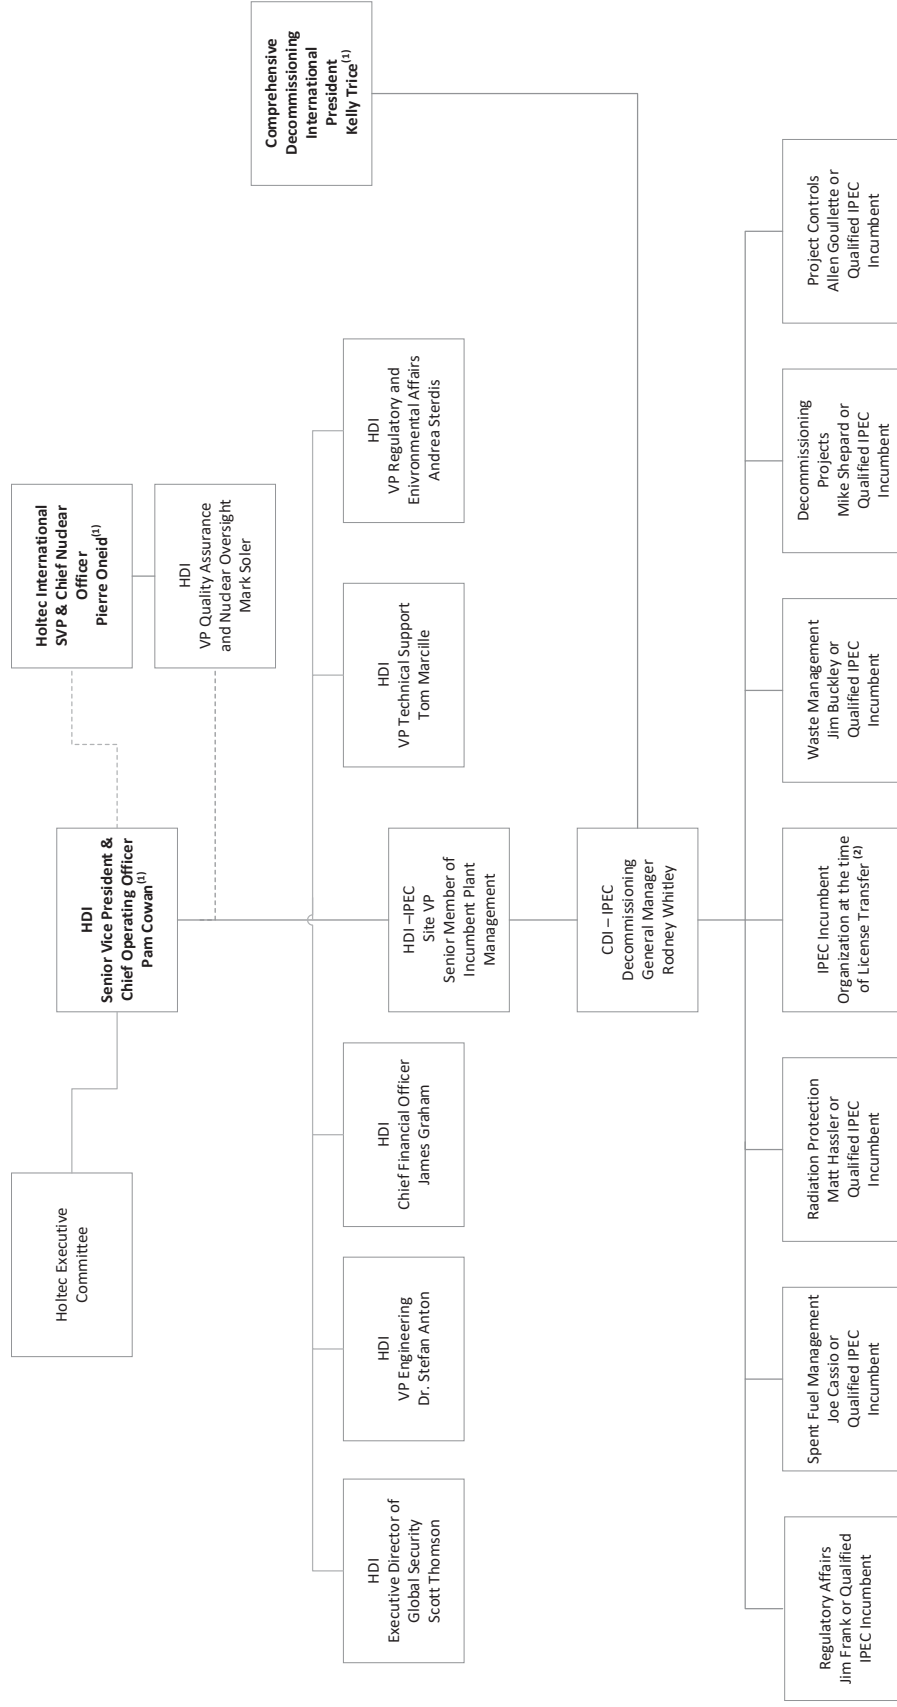 Holtec Executive
Committee
HDI
Senior Vice President &
Chief Operating Officer
Pam Cowan(1)
Holtec International
SVP & Chief Nuclear
Officer
Pierre Oneid(1)
HDI
VP Quality Assurance
and Nuclear Oversight
Mark Soler
Comprehensive
Decommissioning
International
President
Kelly Trice(1)
HDI
Executive Director of
Global Security
Scott Thomson
HDI
VP Engineering
Dr. Stefan Anton
HDI
Chief Financial Officer
James Graham
HDI –IPEC
Site VP
Senior Member of
Incumbent Plant
Management
HDI
VP Technical Support
Tom Marcille
HDI
VP Regulatory and
Enivronmental Affairs
Andrea Sterdis
CDI – IPEC
Decommissioning
General Manager
Rodney Whitley
Regulatory Affairs
Jim Frank or Qualified
IPEC Incumbent
Spent Fuel Management
Joe Cassio or
Qualified IPEC
Incumbent
Radiation Protection
Matt Hassler or
Qualified IPEC
Incumbent
IPEC Incumbent
Organization at the time
of License Transfer (2)
Waste Management
Jim Buckley or
Qualified IPEC
Incumbent
Decommissioning
Projects
Mike Shepard or
Qualified IPEC
Incumbent
Project Controls
Allen Goullette or
Qualified IPEC
Incumbent